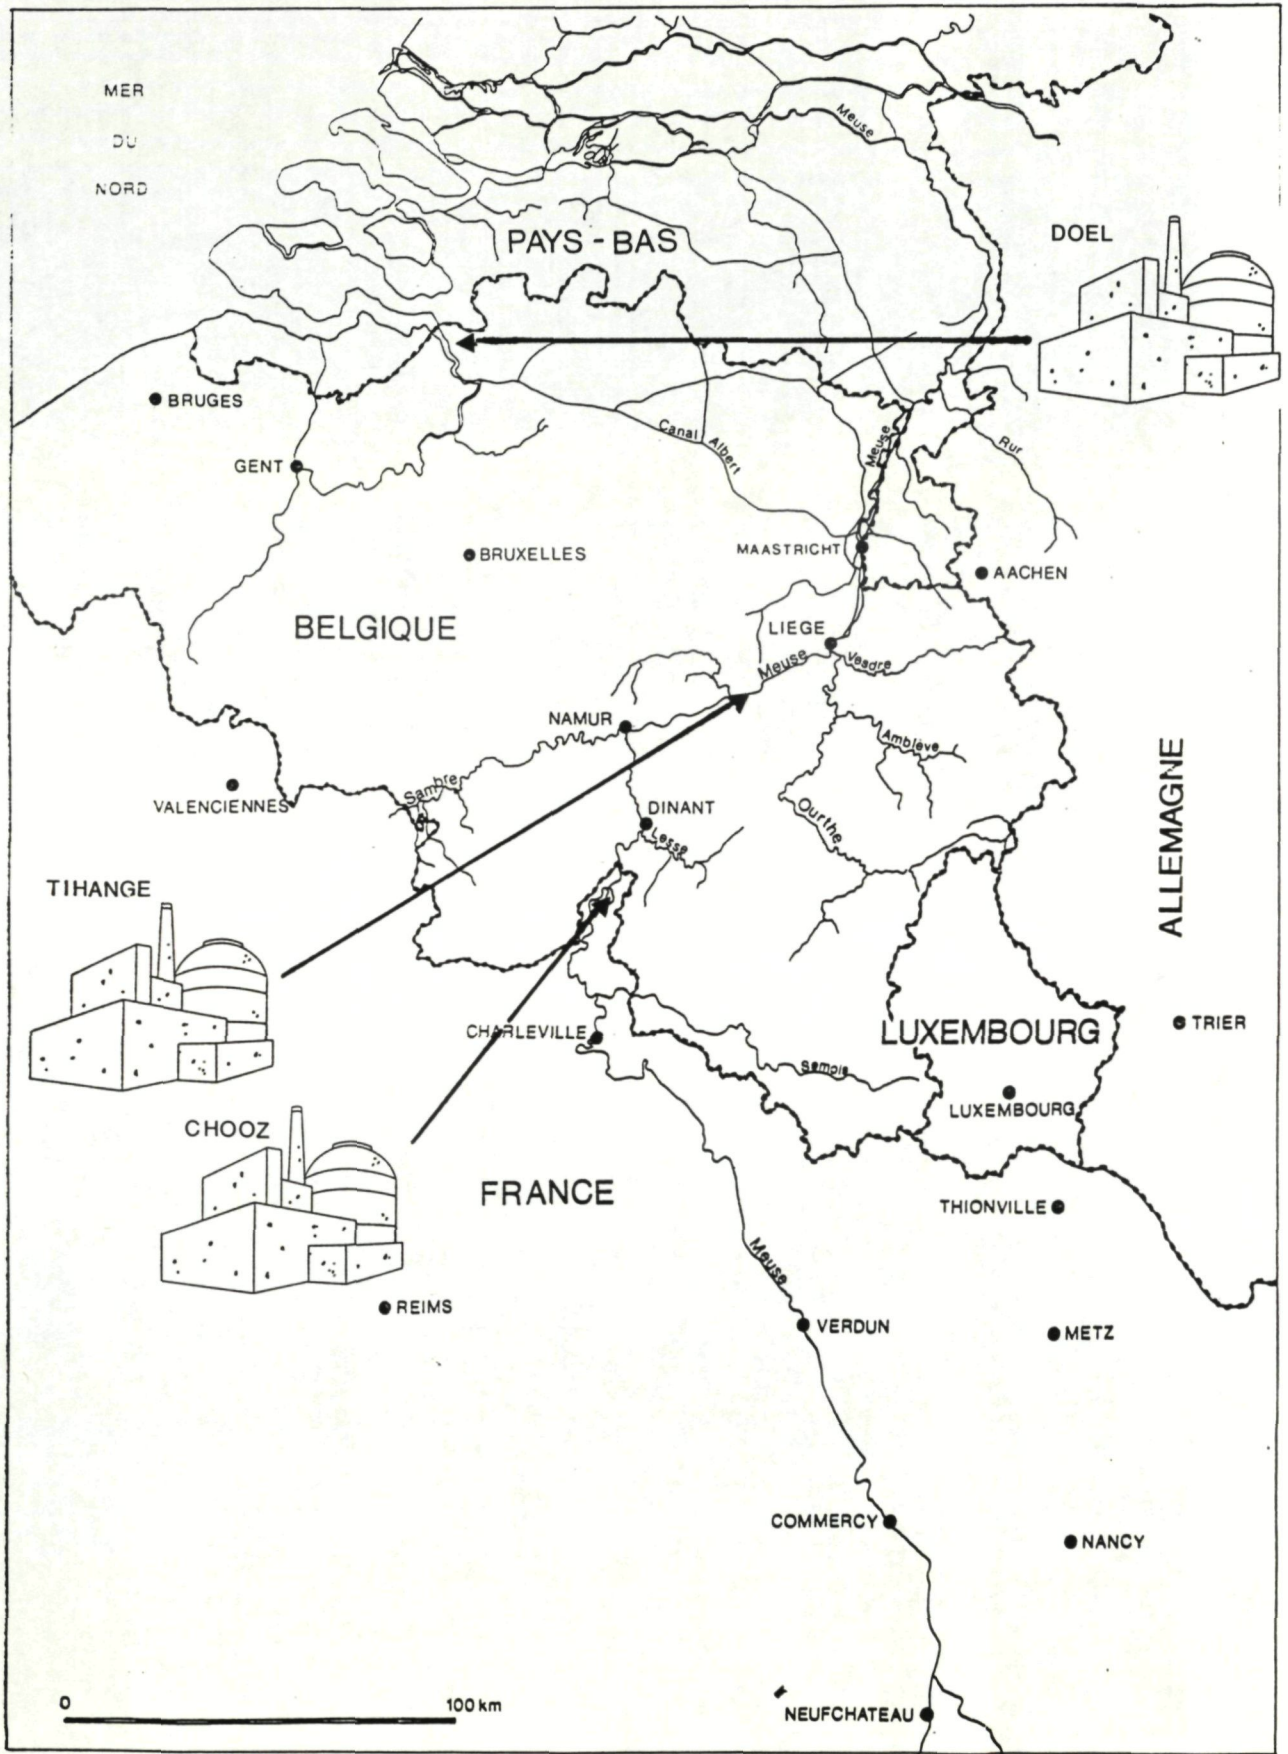 MER
DU
NORD
Meuse
PAYS - BAS
DOEL
BRUGES
Canal Albert
Meuse
Rur
GENT
BRUXELLES
MAASTRICHT
AACHEN
BELGIQUE
LIEGE
Meuse
Vesdre
NAMUR
Amblève
ALLEMAGNE
Sambre
VALENCIENNES
DINANT
Ourthe
Lesse
TIHANGE
CHARLEVILLE
LUXEMBOURG
TRIER
Semois
LUXEMBOURG
CHOOZ
FRANCE
THIONVILLE
Meuse
REIMS
VERDUN
METZ
COMMERCY
NANCY
0
100 km
NEUFCHATEAU